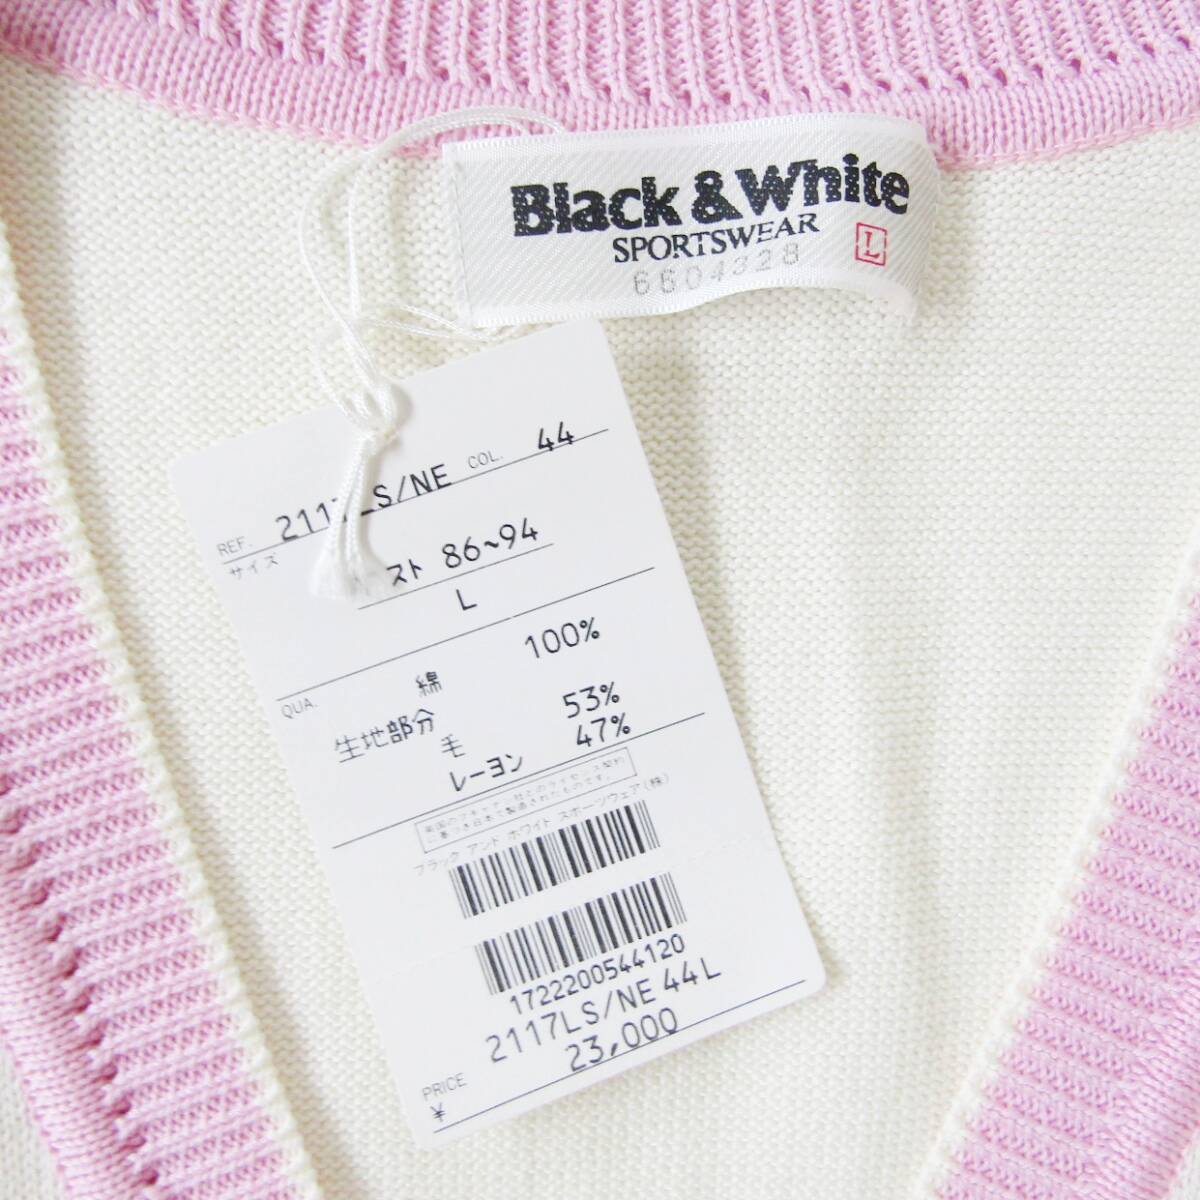 Black & White
SPORTSWEAR
L
6604328
REF. 2117LS/NE COL. 44
サイズ
スト 86~94
L
QUA.
綿 100%
生地部分
毛 53%
レーヨン 47%
ブラック アンド ホワイト スポーツウェア(株)
1722200544120
2117LS/NE 44L
PRICE 23,000
¥